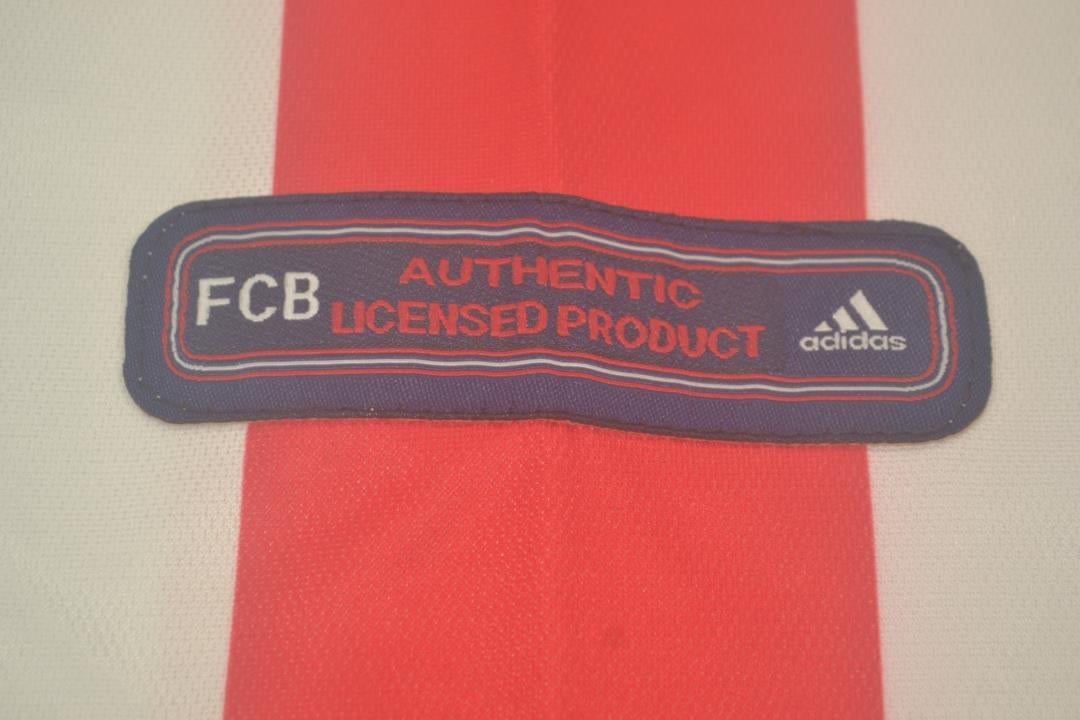 FCB
AUTHENTIC
LICENSED PRODUCT
adidas